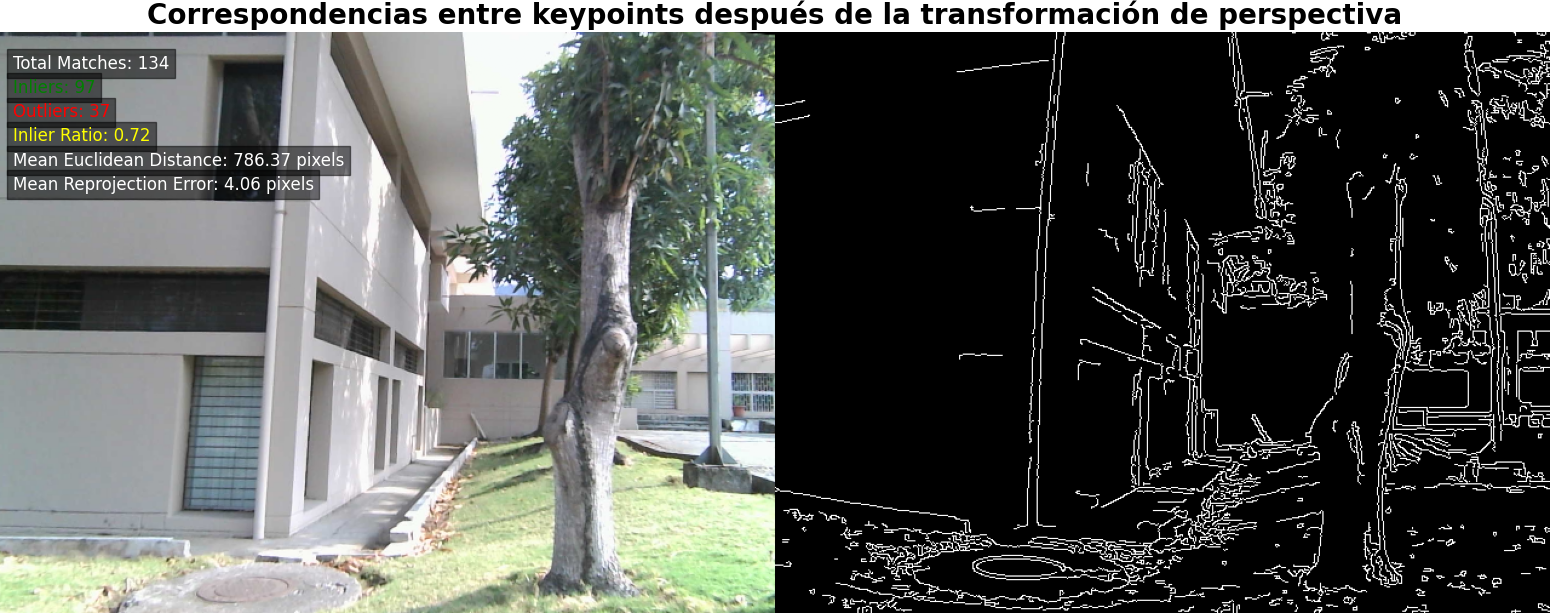 Correspondencias entre keypoints después de la transformación de perspectiva
Total Matches: 134
Inliers: 97
Outliers: 37
Inlier Ratio: 0.72
Mean Euclidean Distance: 786.37 pixels
Mean Reprojection Error: 4.06 pixels